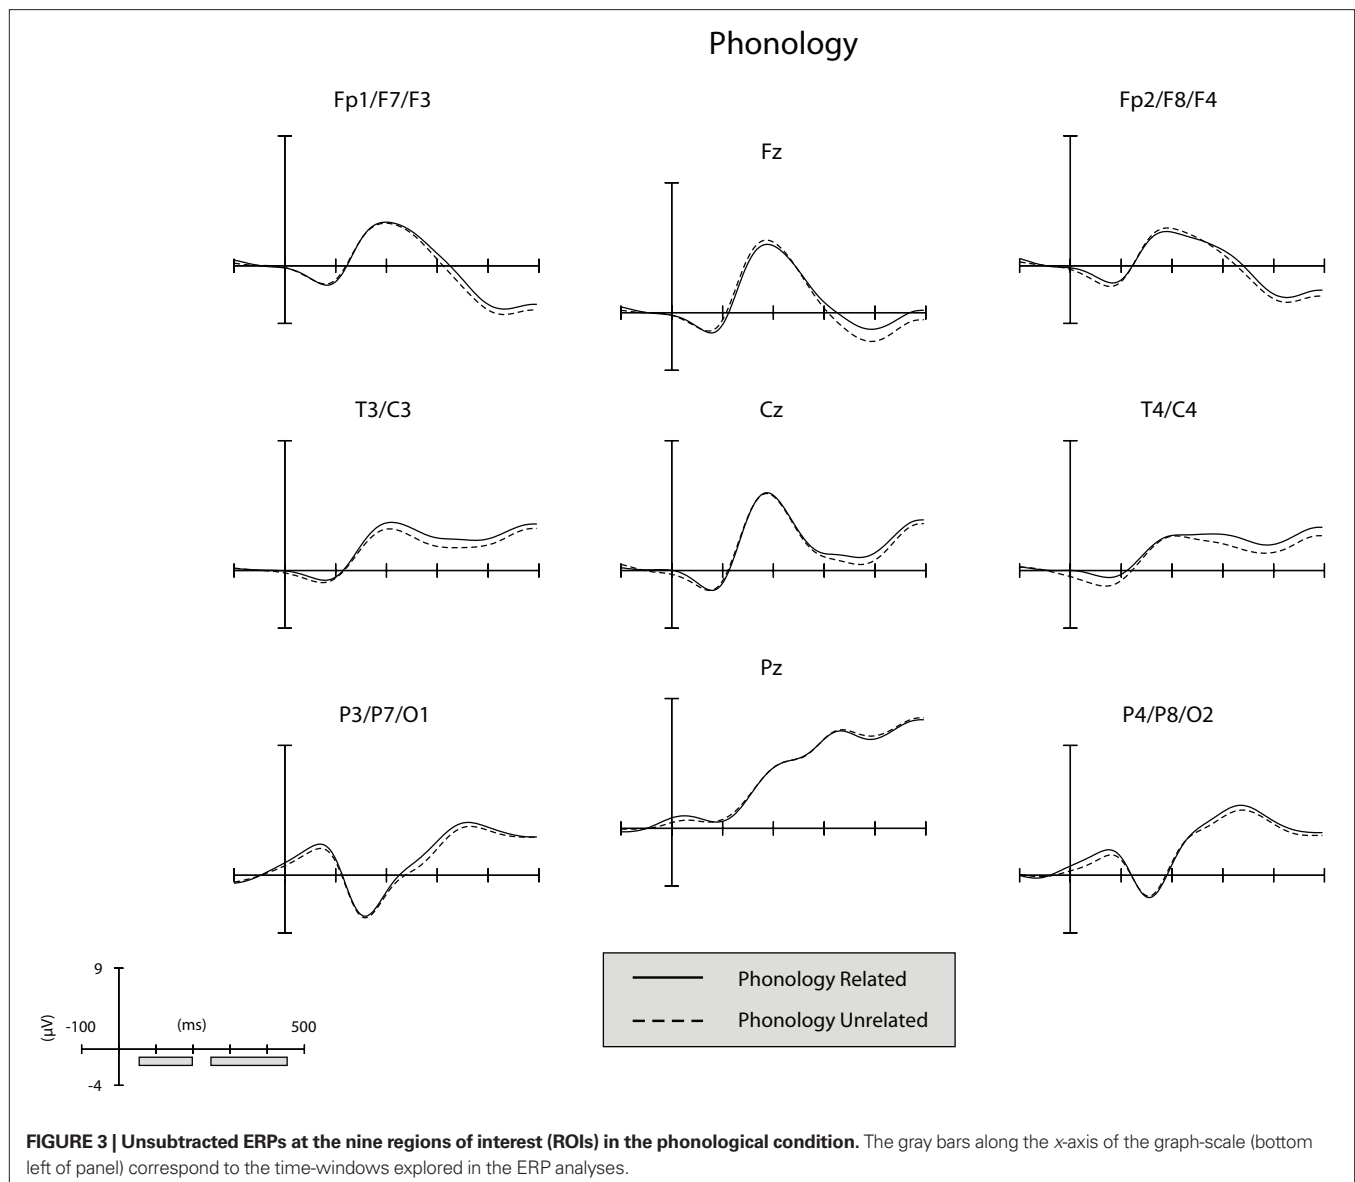 Phonology
Fp1/F7/F3
Fp2/F8/F4
Fz
T3/C3
Cz
T4/C4
Pz
P3/P7/O1
P4/P8/O2
9
(µV)
-100
(ms)
500
-4
Phonology Related
Phonology Unrelated
FIGURE 3 | Unsubtracted ERPs at the nine regions of interest (ROIs) in the phonological condition. The gray bars along the x-axis of the graph-scale (bottom
left of panel) correspond to the time-windows explored in the ERP analyses.